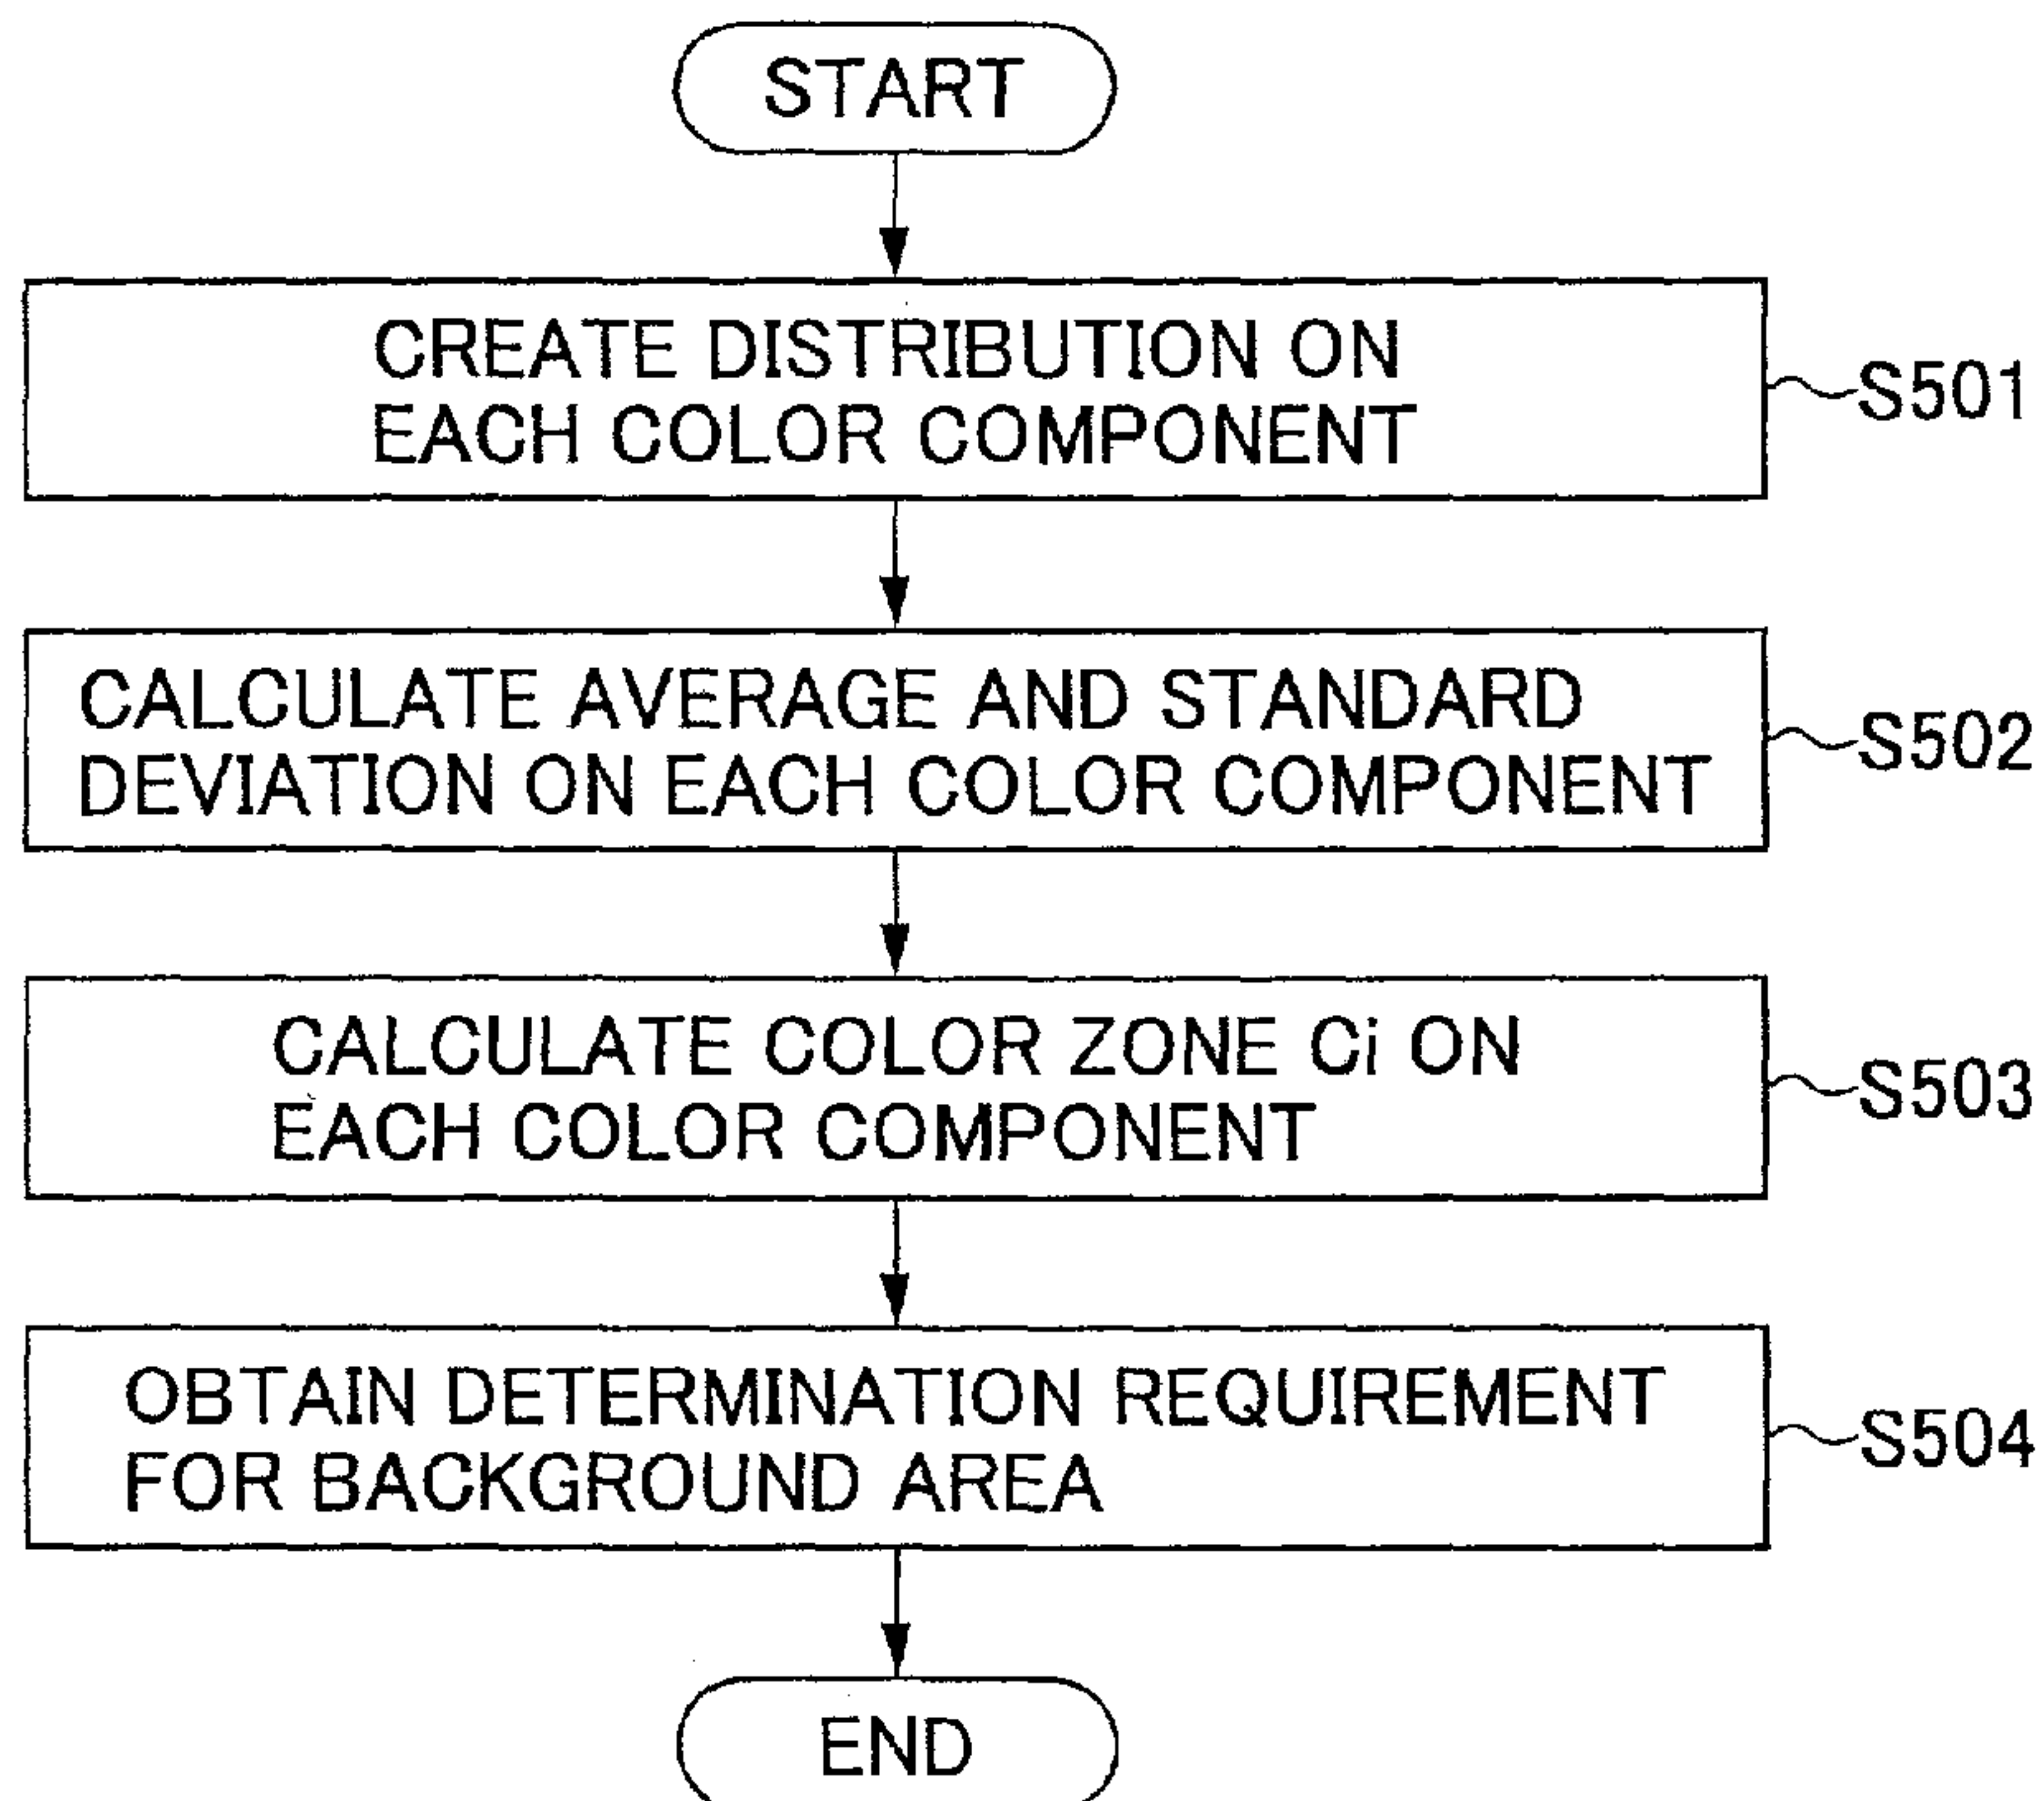 START
CREATE DISTRIBUTION ON
EACH COLOR COMPONENT
S501
CALCULATE AVERAGE AND STANDARD
DEVIATION ON EACH COLOR COMPONENT
S502
CALCULATE COLOR ZONE Ci ON
EACH COLOR COMPONENT
S503
OBTAIN DETERMINATION REQUIREMENT
FOR BACKGROUND AREA
S504
END